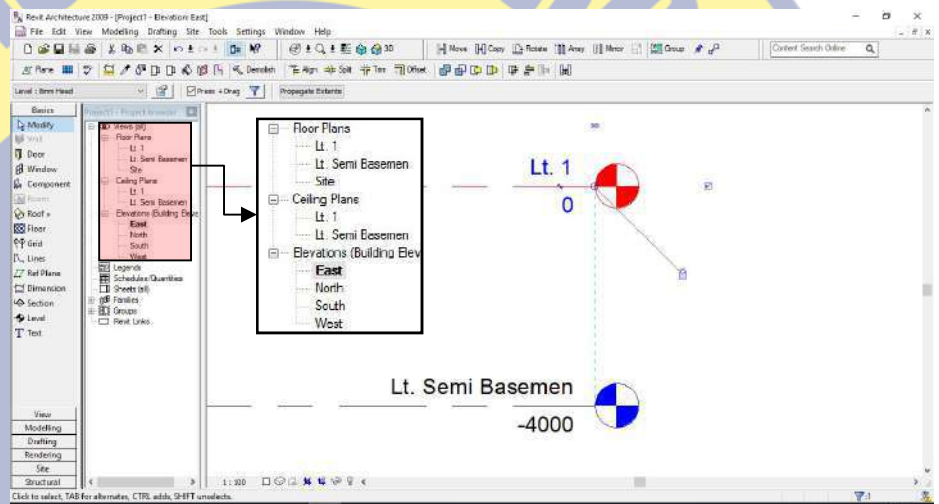 Revit Architecture 2009 - [Project1 - Elevation: East]
File Edit View Modelling Drafting Site Tools Settings Window Help
3D Move Copy Rotate Array Mirror Group Content Search Online
Demolish Align Split Trim Offset
Level : 8mm Head Press + Drag Propagate Extents
Basics
Modify
Wall
Door
Window
Component
Room
Roof »
Floor
Grid
Lines
Ref Plane
Dimension
Section
Level
Text
View
Modelling
Drafting
Rendering
Site
Structural
Project1 - Project browser
Views (all)
Floor Plans
Lt. 1
Lt. Semi Basemen
Site
Ceiling Plans
Lt. 1
Lt. Semi Basemen
Elevations (Building Eleve
East
North
South
West
Legends
Schedules/Quantities
Sheets (all)
Families
Groups
Revit Links
Floor Plans
Lt. 1
Lt. Semi Basemen
Site
Ceiling Plans
Lt. 1
Lt. Semi Basemen
Elevations (Building Elev
East
North
South
West
Lt. 1
0
Lt. Semi Basemen
-4000
1 : 100
Click to select, TAB for alternates, CTRL adds, SHIFT unselects.